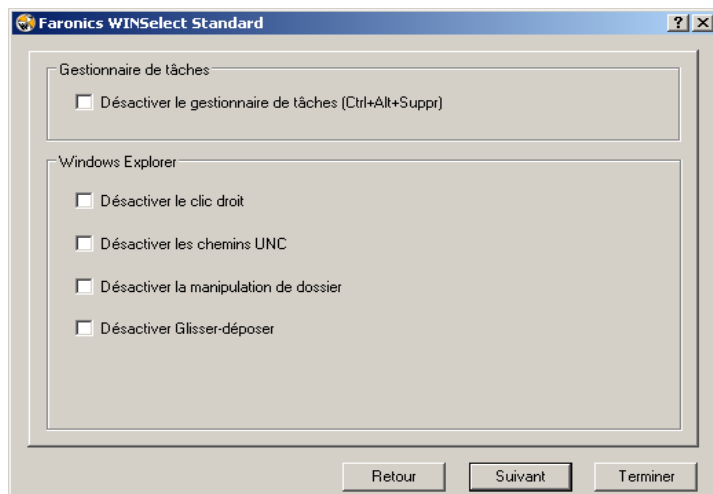 Faronics WINSelect Standard
Gestionnaire de tâches
Désactiver le gestionnaire de tâches (Ctrl+Alt+Suppr)
Windows Explorer
Désactiver le clic droit
Désactiver les chemins UNC
Désactiver la manipulation de dossier
Désactiver Glisser-déposer
Retour Suivant Terminer